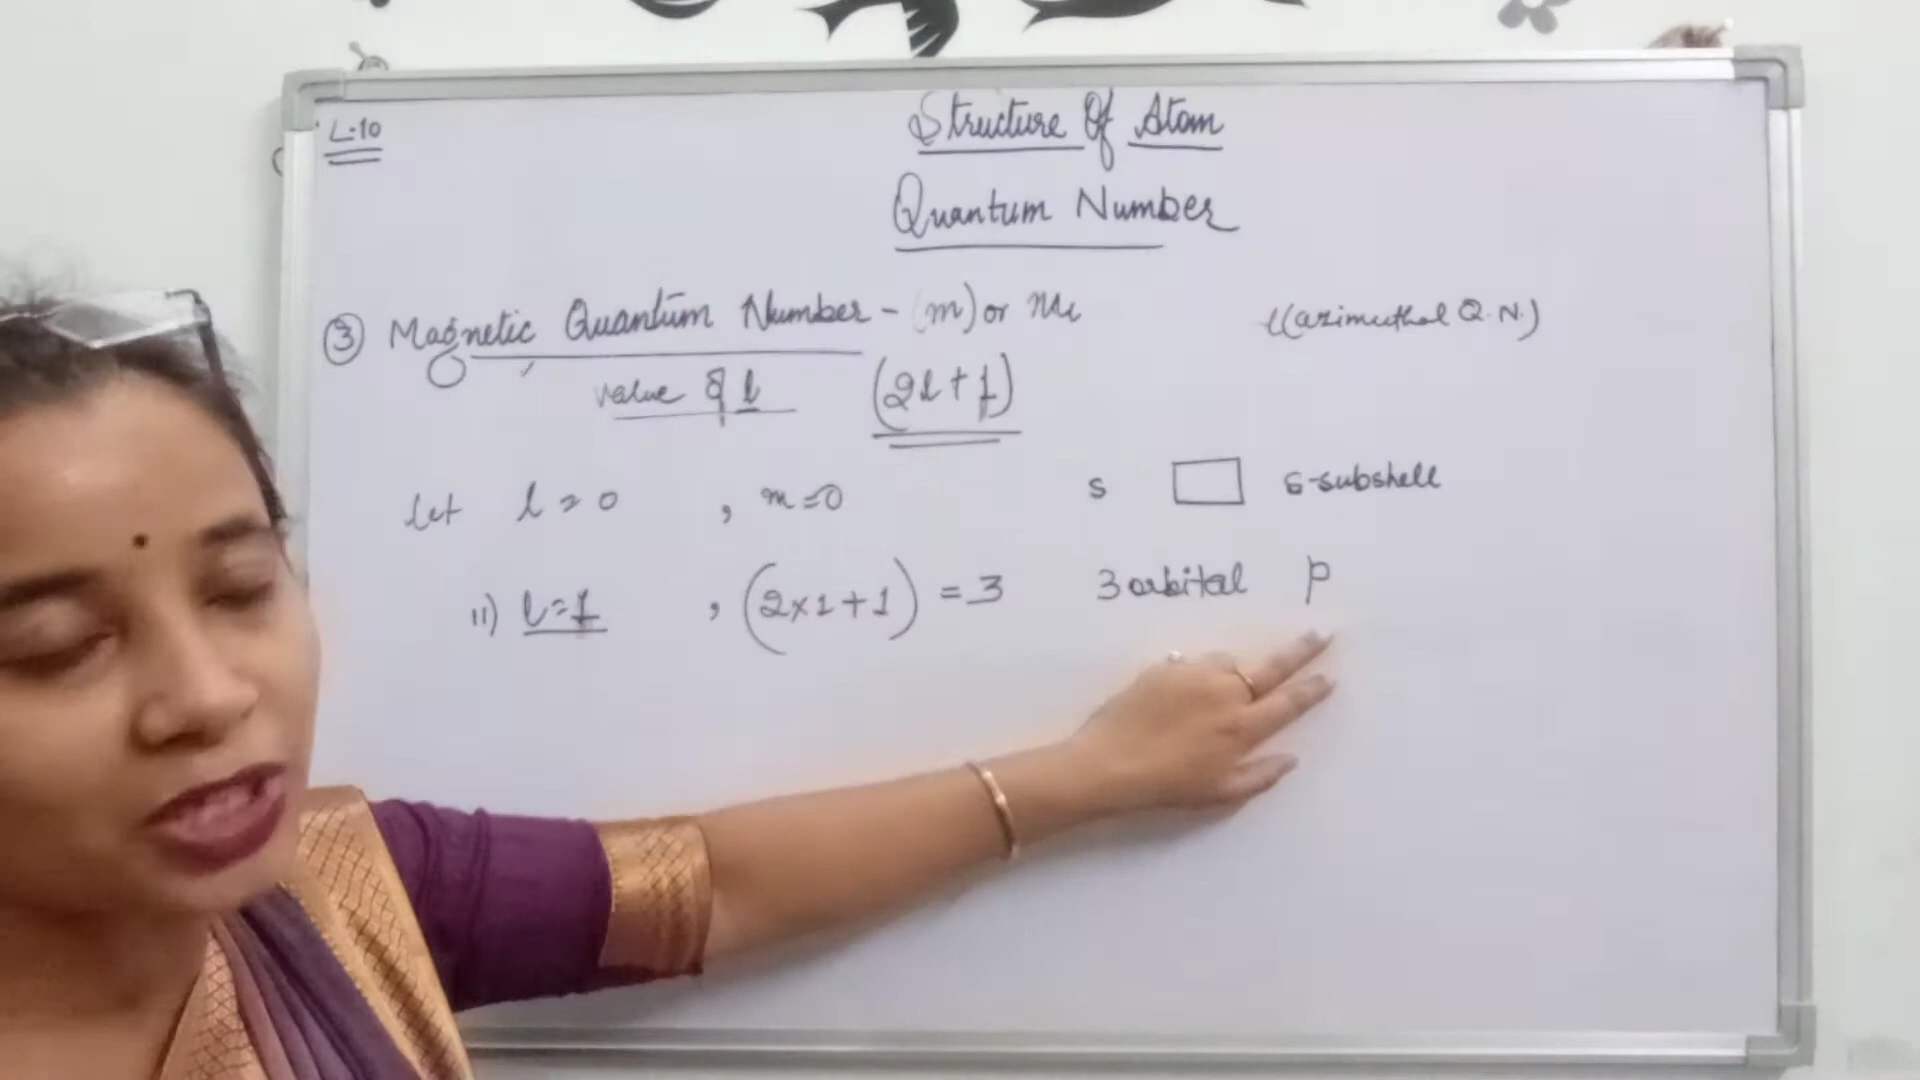 L-10
Structure Of Atom
Quantum Number
③ Magnetic Quantum Number - (m) or ml
l(azimuthal Q.N.)
value of l (2l+1)
let l=0 , m=0 s s-subshell
ii) l=1 , (2×1+1) =3 3 orbital p